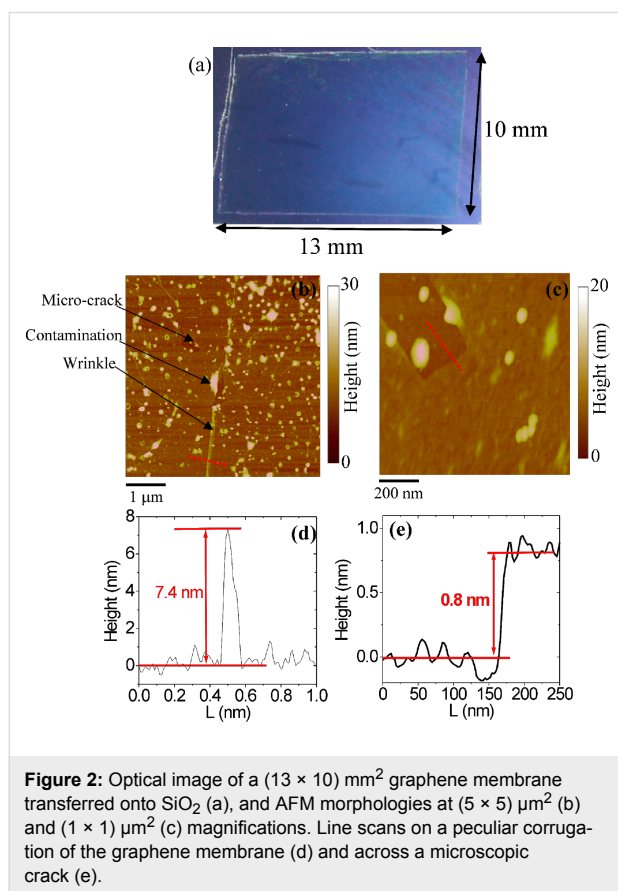 (a)
10 mm
13 mm
Micro-crack
Contamination
Wrinkle
(b)
30
Height (nm)
0
1 µm
(c)
20
Height (nm)
0
200 nm
(d)
8
7
6
4
2
0
Height (nm)
7.4 nm
0.0 0.2 0.4 0.6 0.8 1.0
L (nm)
(e)
1.0
0.5
0.0
Height (nm)
0.8 nm
0 50 100 150 200 250
L (nm)
Figure 2: Optical image of a (13 × 10) mm² graphene membrane
transferred onto SiO₂ (a), and AFM morphologies at (5 × 5) µm² (b)
and (1 × 1) µm² (c) magnifications. Line scans on a peculiar corruga-
tion of the graphene membrane (d) and across a microscopic
crack (e).